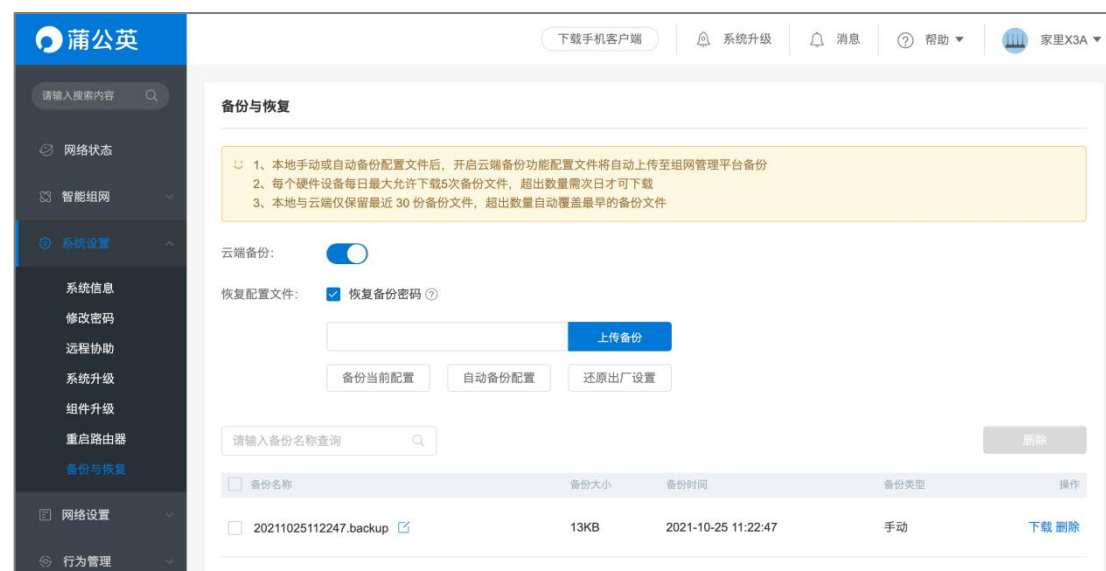 蒲公英
下载手机客户端
系统升级
消息
帮助
家里X3A
请输入搜索内容
网络状态
智能组网
系统设置
系统信息
修改密码
远程协助
系统升级
组件升级
重启路由器
备份与恢复
网络设置
行为管理
备份与恢复
1、本地手动或自动备份配置文件后，开启云端备份功能配置文件将自动上传至组网管理平台备份
2、每个硬件设备每日最大允许下载5次备份文件，超出数量需次日才可下载
3、本地与云端仅保留最近 30 份备份文件，超出数量自动覆盖最早的备份文件
云端备份：
恢复配置文件： 恢复备份密码 ?
上传备份
备份当前配置 自动备份配置 还原出厂设置
请输入备份名称查询 删除
备份名称 备份大小 备份时间 备份类型 操作
20211025112247.backup 13KB 2021-10-25 11:22:47 手动 下载 删除